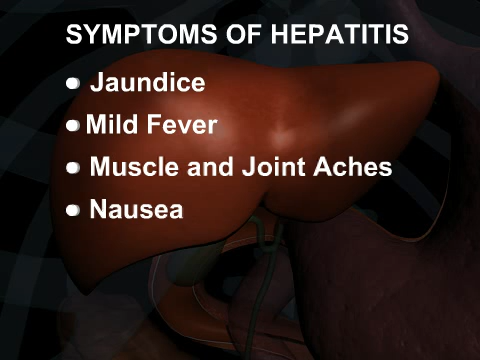 SYMPTOMS OF HEPATITIS
• Jaundice
• Mild Fever
• Muscle and Joint Aches
• Nausea